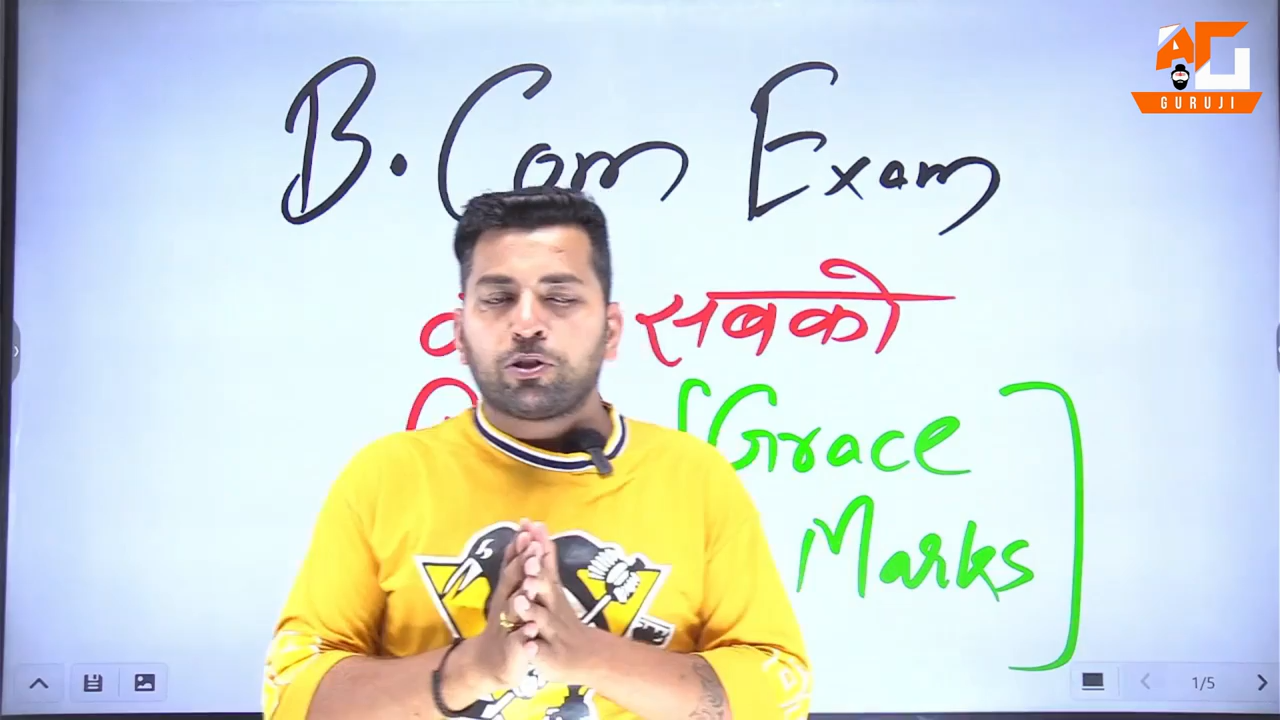 AG
GURUJI
B. Com Exam
सबको
[Grace
Marks]
1/5